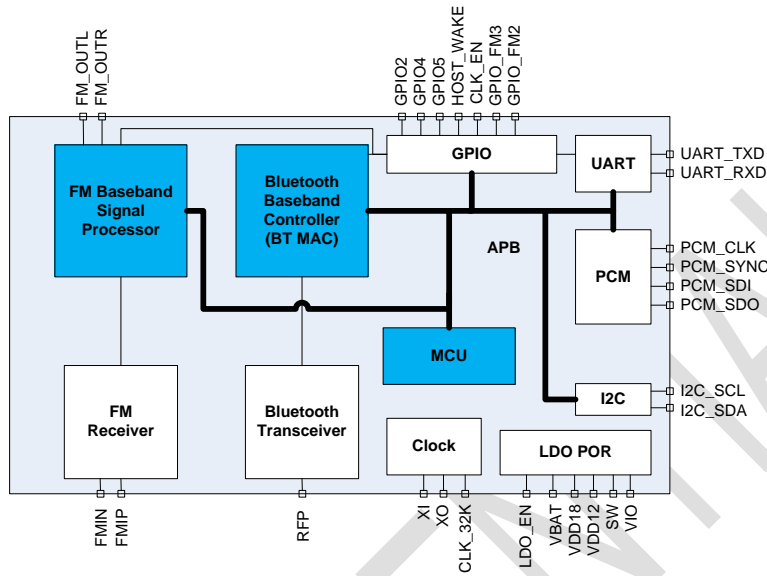 FM_OUTL
FM_OUTR
GPIO2
GPIO4
GPIO5
HOST_WAKE
CLK_EN
GPIO_FM3
GPIO_FM2
FM Baseband
Signal
Processor
Bluetooth
Baseband
Controller
(BT MAC)
GPIO
UART
UART_TXD
UART_RXD
APB
PCM
PCM_CLK
PCM_SYNC
PCM_SDI
PCM_SDO
MCU
FM
Receiver
Bluetooth
Transceiver
I2C
I2C_SCL
I2C_SDA
Clock
LDO POR
FMIN
FMIP
RFP
XI
XO
CLK_32K
LDO_EN
VBAT
VDD18
VDD12
SW
VIO